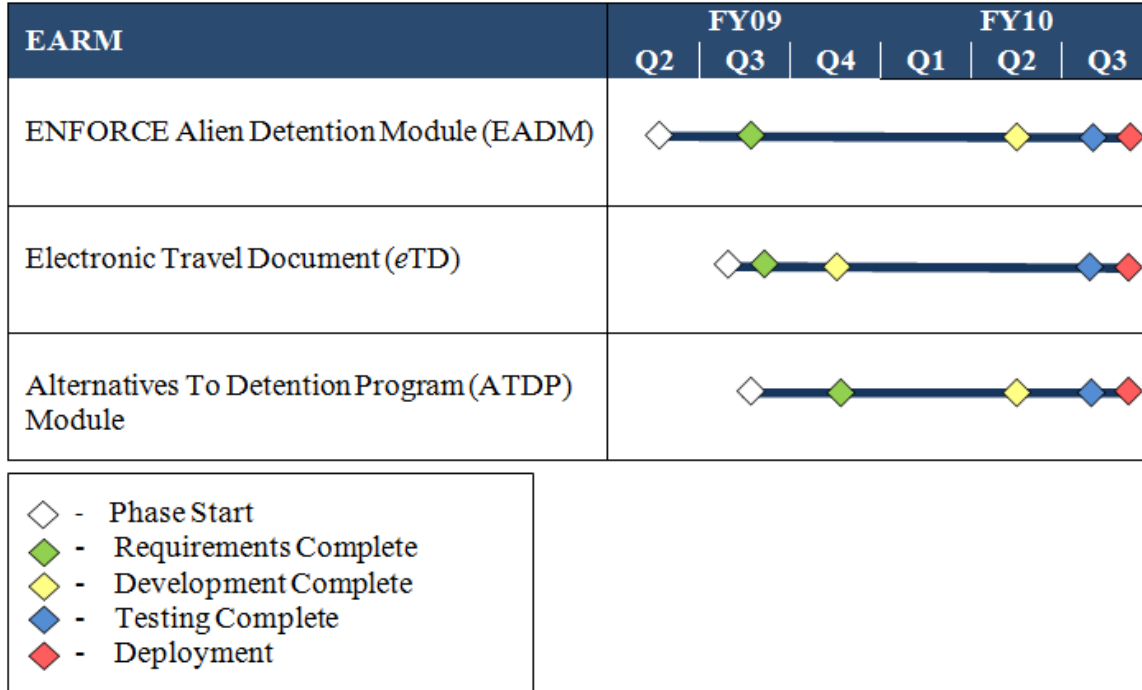 EARM
FY09 FY10
Q2 Q3 Q4 Q1 Q2 Q3
ENFORCE Alien Detention Module (EADM)
Electronic Travel Document (eTD)
Alternatives To Detention Program (ATDP)
Module
- Phase Start
- Requirements Complete
- Development Complete
- Testing Complete
- Deployment